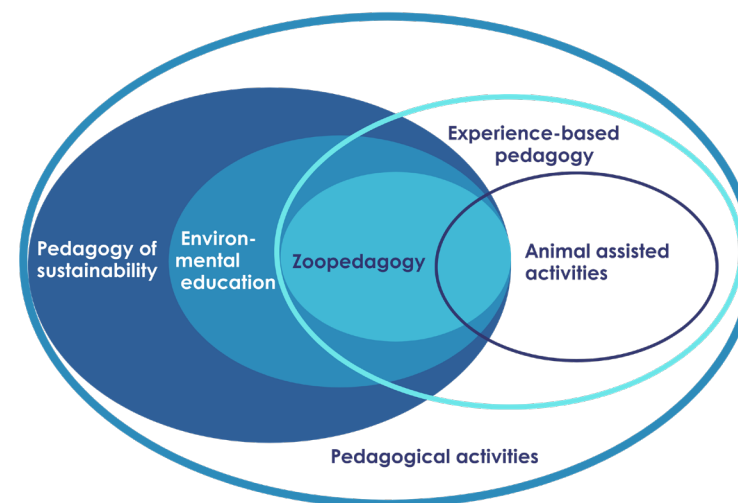 Experience-based
pedagogy
Pedagogy of
sustainability
Environ-
mental
education
Zoopedagogy
Animal assisted
activities
Pedagogical activities